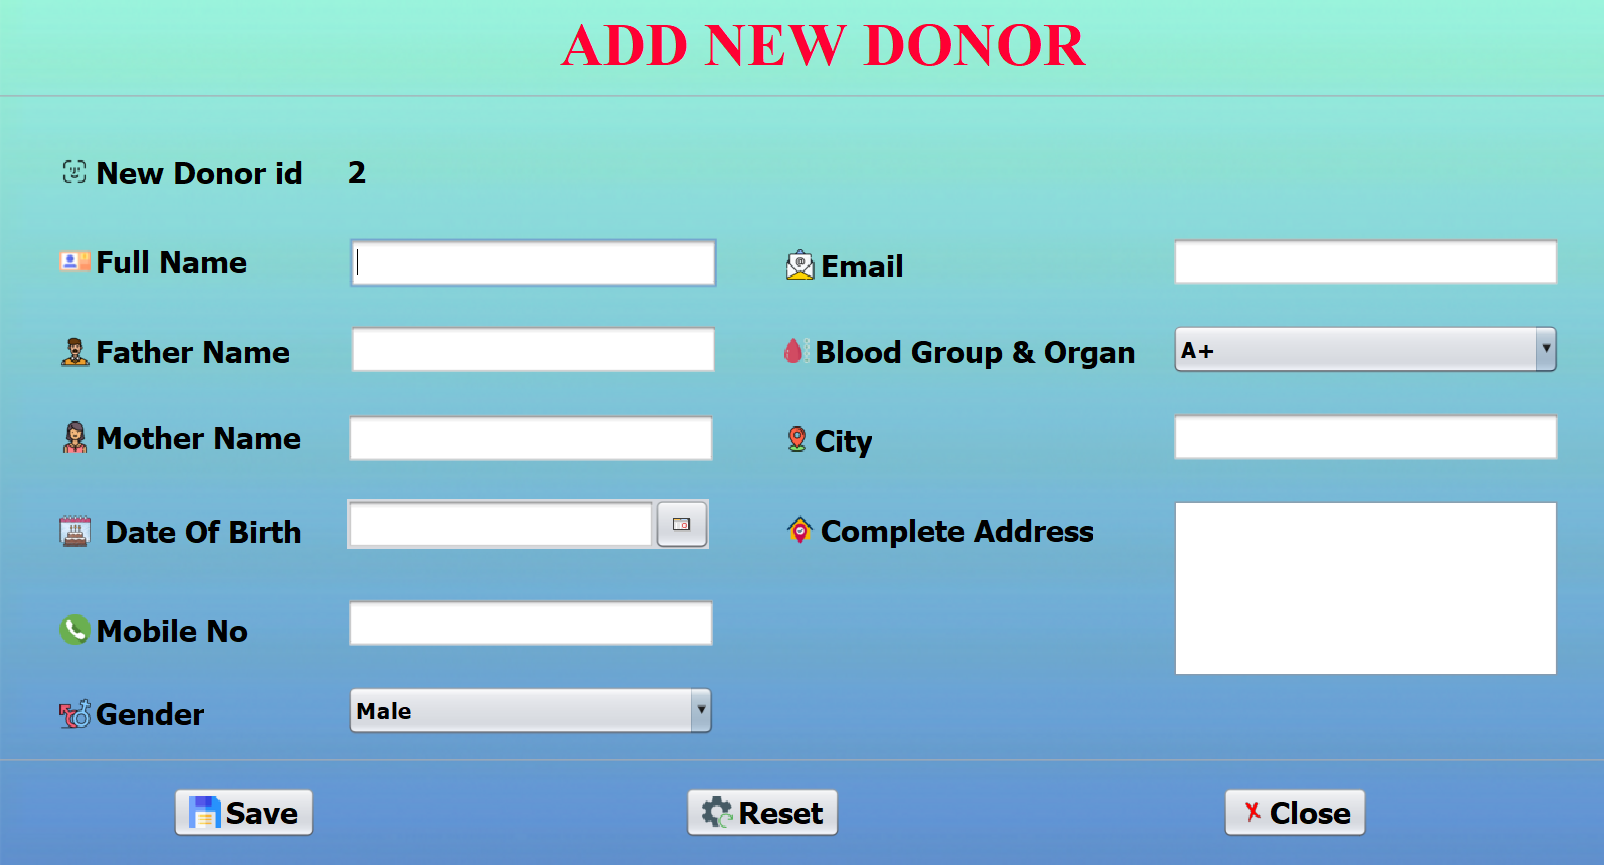 ADD NEW DONOR
New Donor id 2
Full Name
Email
Father Name
Blood Group & Organ A+
Mother Name
City
Date Of Birth
Complete Address
Mobile No
Gender Male
Save Reset Close